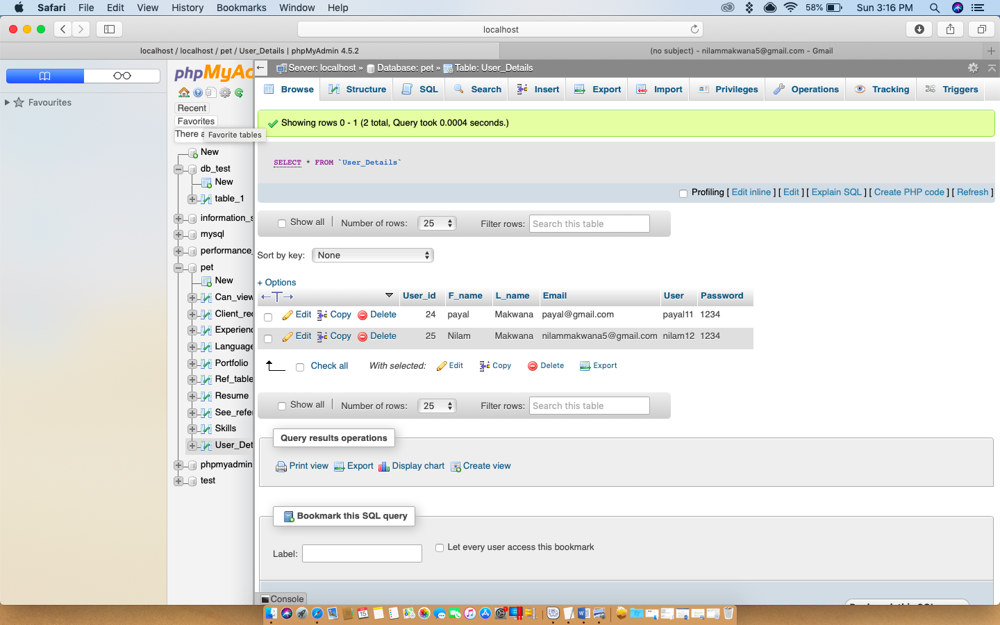 Safari File Edit View History Bookmarks Window Help 58% Sun 3:16 PM
localhost
localhost / localhost / pet / User_Details | phpMyAdmin 4.5.2
(no subject) - nilammakwana5@gmail.com - Gmail
Favourites
phpMyAd
Recent
Favorites
There a
Favorite tables
New
db_test
New
table_1
information_s
mysql
performance_
pet
New
Can_view
Client_rec
Experienc
Language
Portfolio
Ref_table
Resume
See_refer
Skills
User_Det
phpmyadmin
test
Server: localhost » Database: pet » Table: User_Details
Browse Structure SQL Search Insert Export Import Privileges Operations Tracking Triggers
Showing rows 0 - 1 (2 total, Query took 0.0004 seconds.)
SELECT * FROM `User_Details`
Profiling [ Edit inline ] [ Edit ] [ Explain SQL ] [ Create PHP code ] [ Refresh ]
Show all | Number of rows: 25 Filter rows: Search this table
Sort by key: None
+ Options
←T→ User_id F_name L_name Email User Password
Edit Copy Delete 24 payal Makwana payal@gmail.com payal11 1234
Edit Copy Delete 25 Nilam Makwana nilammakwana5@gmail.com nilam12 1234
Check all With selected: Edit Copy Delete Export
Show all | Number of rows: 25 Filter rows: Search this table
Query results operations
Print view Export Display chart Create view
Bookmark this SQL query
Label: Let every user access this bookmark
Console
15